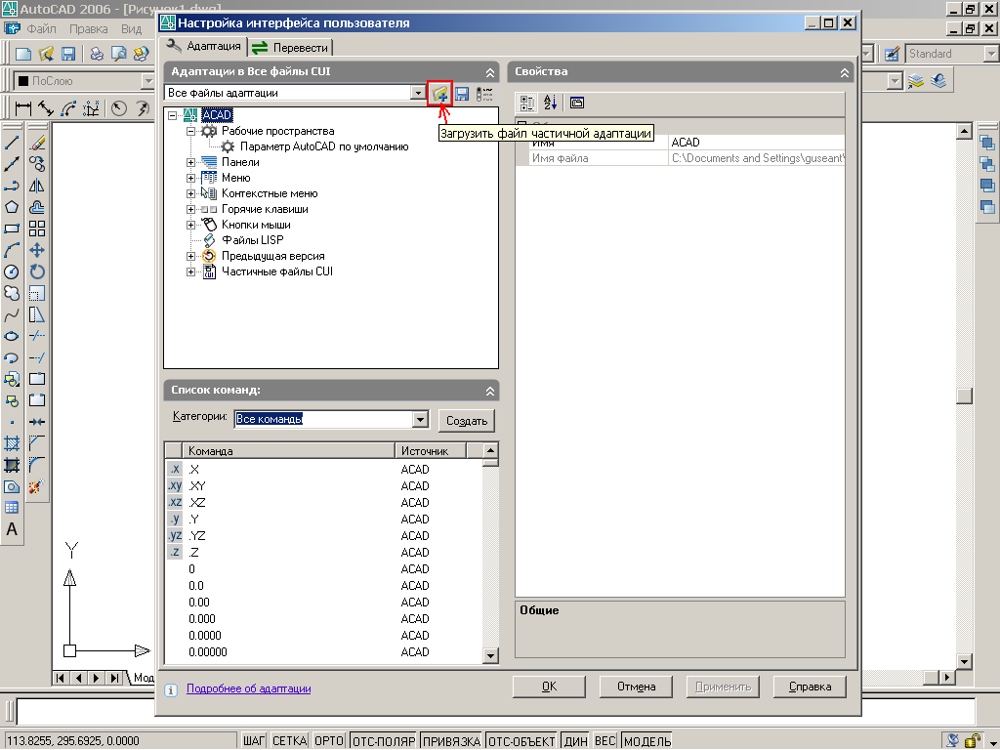 AutoCAD 2006 - [Рисунок1.dwg]
Файл Правка Вид
ПоСлою
Standard
Настройка интерфейса пользователя
Адаптация
Перевести
Адаптации в Все файлы CUI
Все файлы адаптации
Загрузить файл частичной адаптации
ACAD
Рабочие пространства
Параметр AutoCAD по умолчанию
Панели
Меню
Контекстные меню
Горячие клавиши
Кнопки мыши
Файлы LISP
Предыдущая версия
Частичные файлы CUI
Свойства
Имя ACAD
Имя файла C:\Documents and Settings\guseant\
Общие
Список команд:
Категории: Все команды Создать
Команда Источник
.x .X ACAD
.xy .XY ACAD
.xz .XZ ACAD
.y .Y ACAD
.yz .YZ ACAD
.z .Z ACAD
0 ACAD
0.0 ACAD
0.00 ACAD
0.000 ACAD
0.0000 ACAD
0.00000 ACAD
Подробнее об адаптации
OK Отмена Применить Справка
A
Y
Мод
113.8255, 295.6925, 0.0000 ШАГ СЕТКА ОРТО ОТС-ПОЛЯР ПРИВЯЗКА ОТС-ОБЪЕКТ ДИН ВЕС МОДЕЛЬ